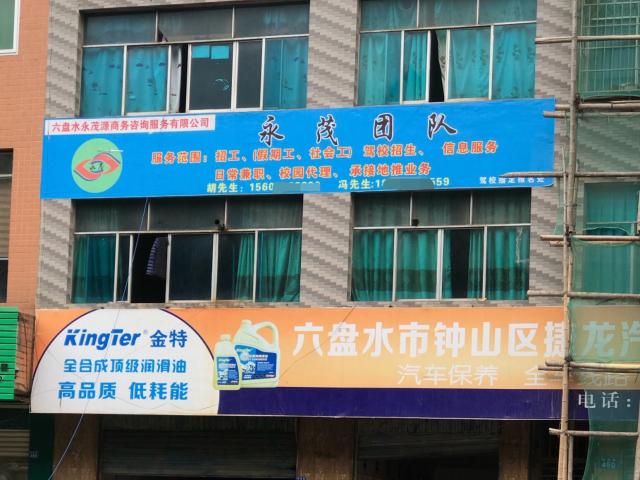 六盘水永茂源商务咨询服务有限公司
永茂团队
服务范围：招工、(假期工、社会工) 驾校招生、 信息服务
日常兼职、校园代理、承接地推业务
胡先生：
冯先生：
KingTer® 金特
全合成顶级润滑油
高品质 低耗能
六盘水市钟山区捷龙汽
汽车保养
电话：